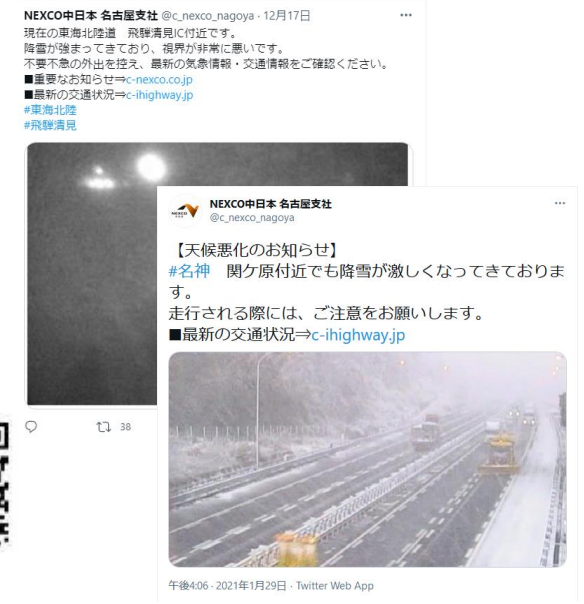 NEXCO中日本 名古屋支社 @c_nexco_nagoya · 12月17日
現在の東海北陸道　飛騨清見IC付近です。
降雪が強まってきており、視界が非常に悪いです。
不要不急の外出を控え、最新の気象情報・交通情報をご確認ください。
■重要なお知らせ⇒c-nexco.co.jp
■最新の交通状況⇒c-ihighway.jp
#東海北陸
#飛騨清見
38
NEXCO中日本 名古屋支社
@c_nexco_nagoya
【天候悪化のお知らせ】
#名神　関ケ原付近でも降雪が激しくなってきておりま
す。
走行される際には、ご注意をお願いします。
■最新の交通状況⇒c-ihighway.jp
午後4:06 · 2021年1月29日 · Twitter Web App